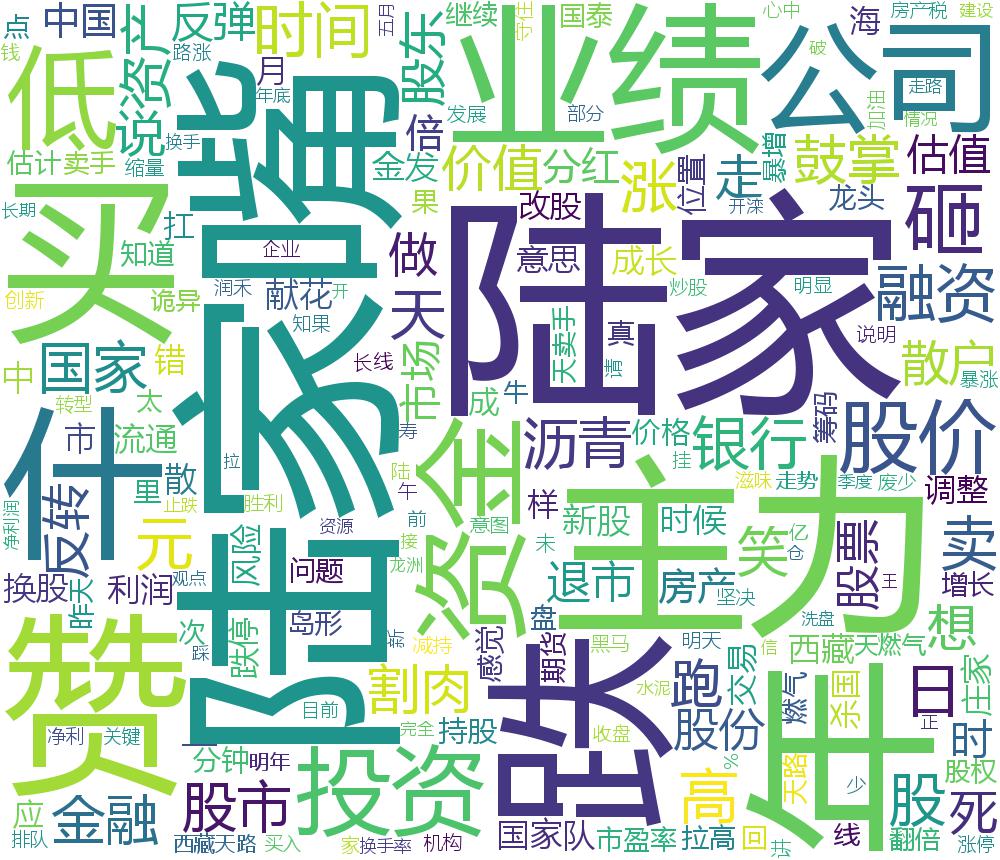 点
中国
反弹
时间
五月
继续
守住
国泰
心中
海
房产税
建设
钱
低
产
路涨
股东
业绩
公司
破
走路
加油
情况
资产
说
月
年底
发展
部分
陆家嘴
倍
换手
估计
卖手
缩量
金发
价值
分红
涨
走
暴增
鼓掌
估值
位置
果
改股
龙头
开滦
砸
长期
买
扛
知道
企业
做
意思
成长
炒股
明显
融资
创新
诡异
润禾
献花
开
知果
天
陆家
说明
国家
错
长线
市场
天卖手
真
请
散户
暴涨
中
转型
太
成
牛
筹码
什
市
流通
拉
寿
沥青
价格
银行
股价
反转
里
散
陆
挂
滋味
走势
季度
废少
调整
净利润
止跌
胜利
午
前
样
主力
元
风险
资源
接
意图
新股
时候
笑
亿
仓
股票
卖
换股
利润
昨天
观点
问题
龙洲
资金
未
退市
房产
坚决
王
增长
赞
次
踩
跌停
岛形
减持
感觉
盘
期货
黑马
明天
洗盘
信
西藏
天燃气
想
割肉
跌
跑
交易
燃气
杀国
庄家
目前
水泥
年
日
净利
关键
完全
持股
收盘
股份
正
时
一
分钟
明年
投资
%
高
天路
少
股
股权
应
排队
金融
股市
国家队
市盈率
拉高
回
线
死
翻倍
西藏天路
买入
家
换手率
机构
涨停